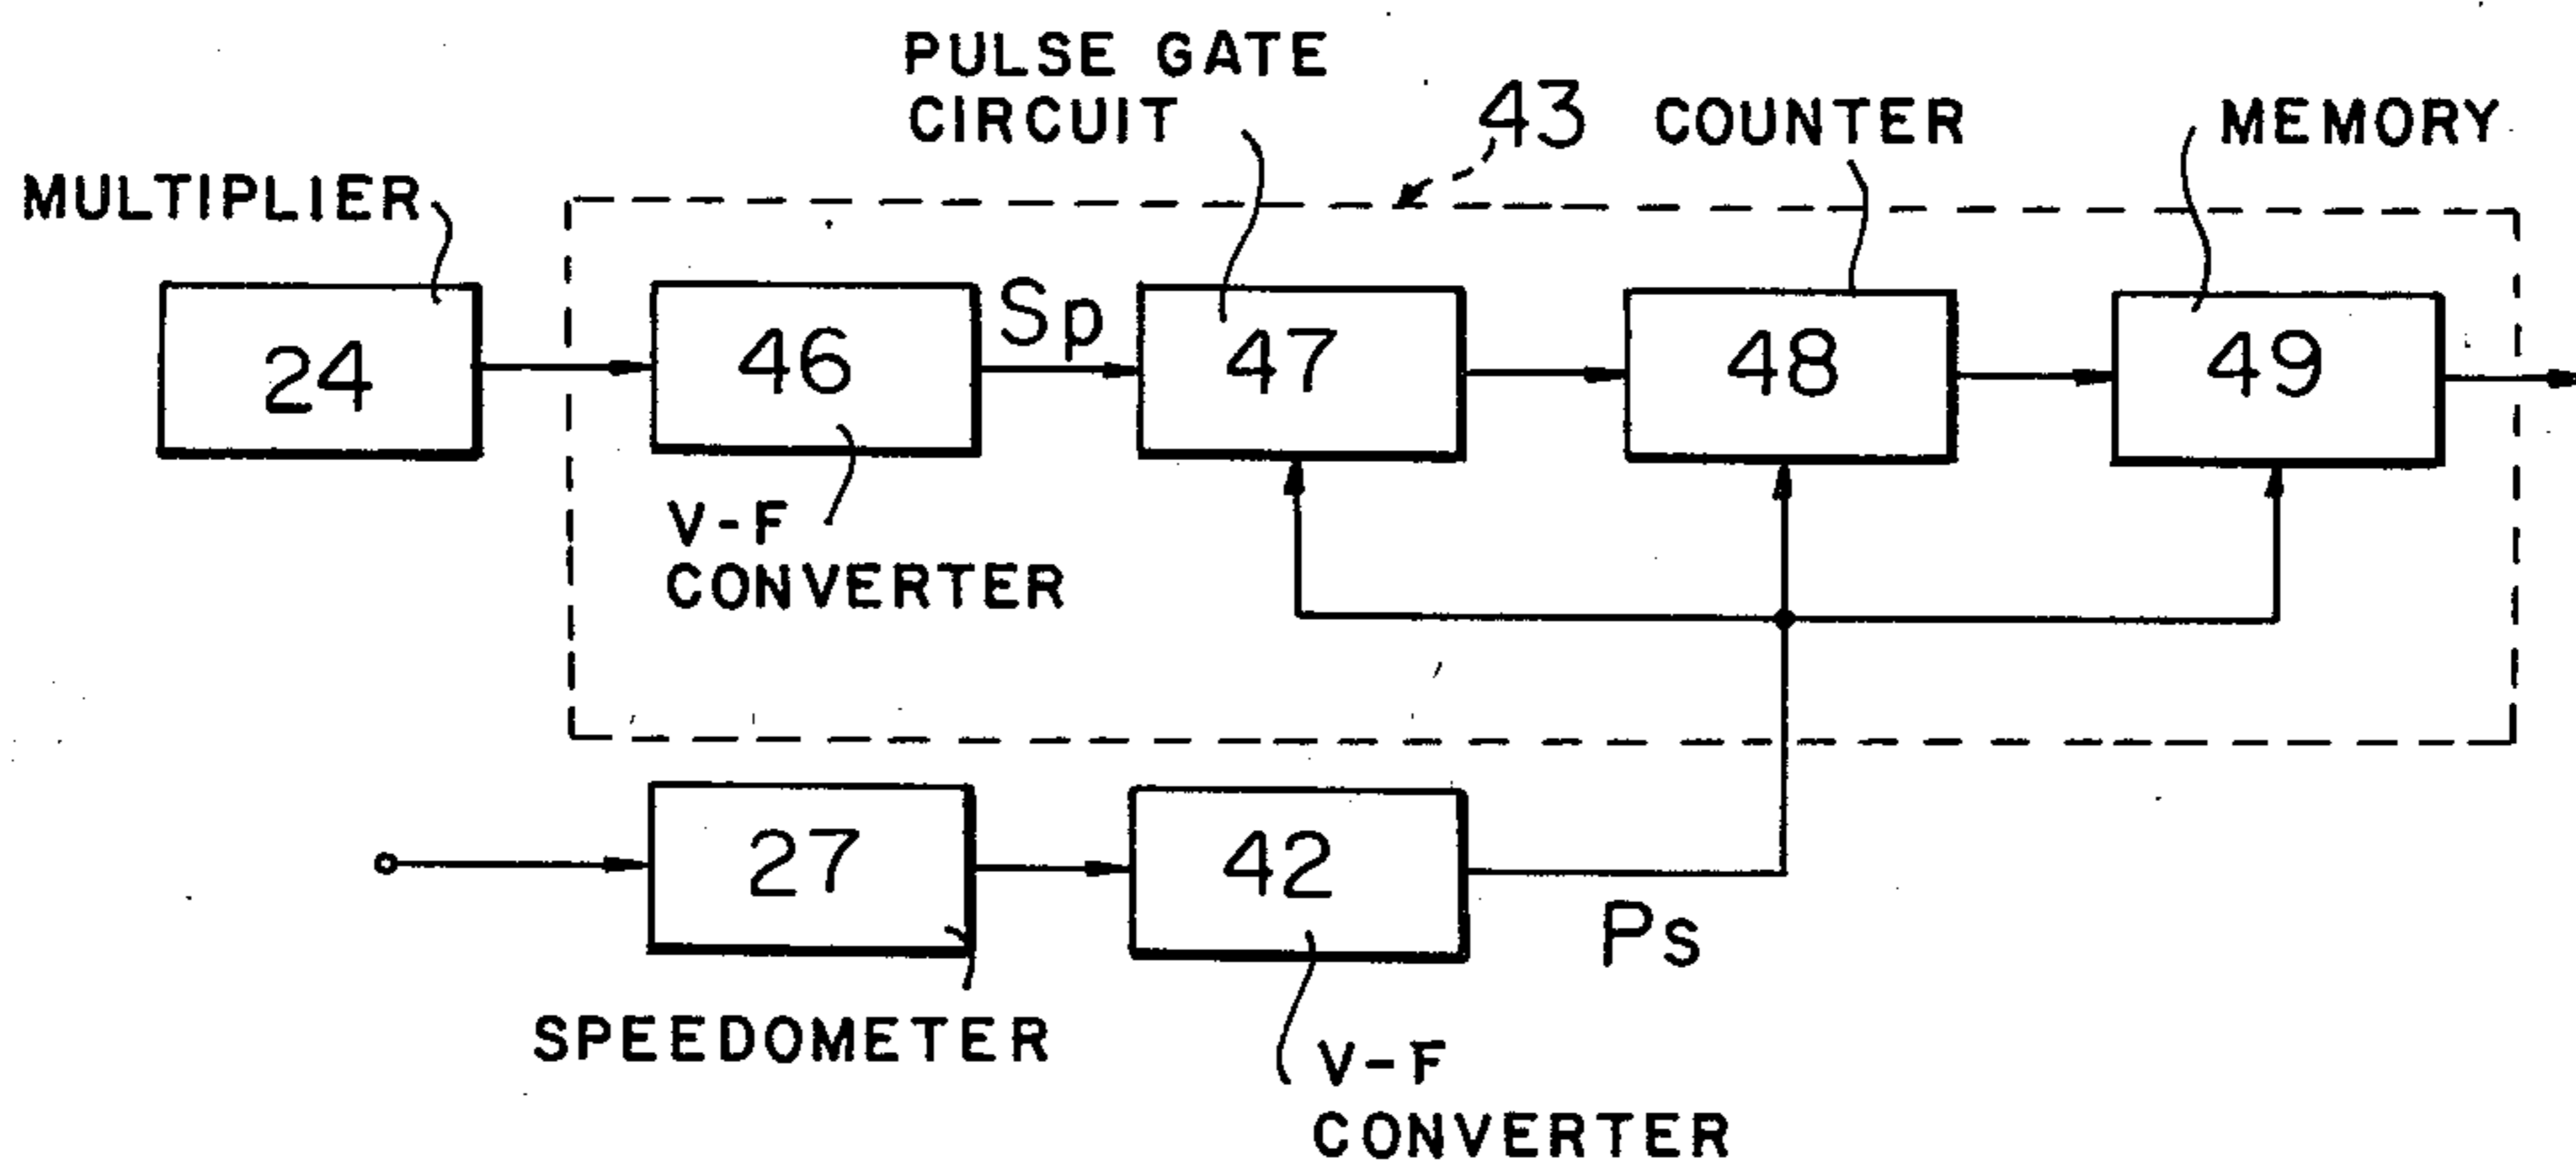 PULSE GATE
CIRCUIT
43
COUNTER
MEMORY
MULTIPLIER
24
46
Sp
47
48
49
V-F
CONVERTER
27
42
Ps
SPEEDOMETER
V-F
CONVERTER